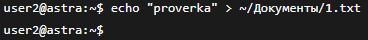 user2@astra:~$ echo "proverka" > ~/Документы/1.txt
user2@astra:~$